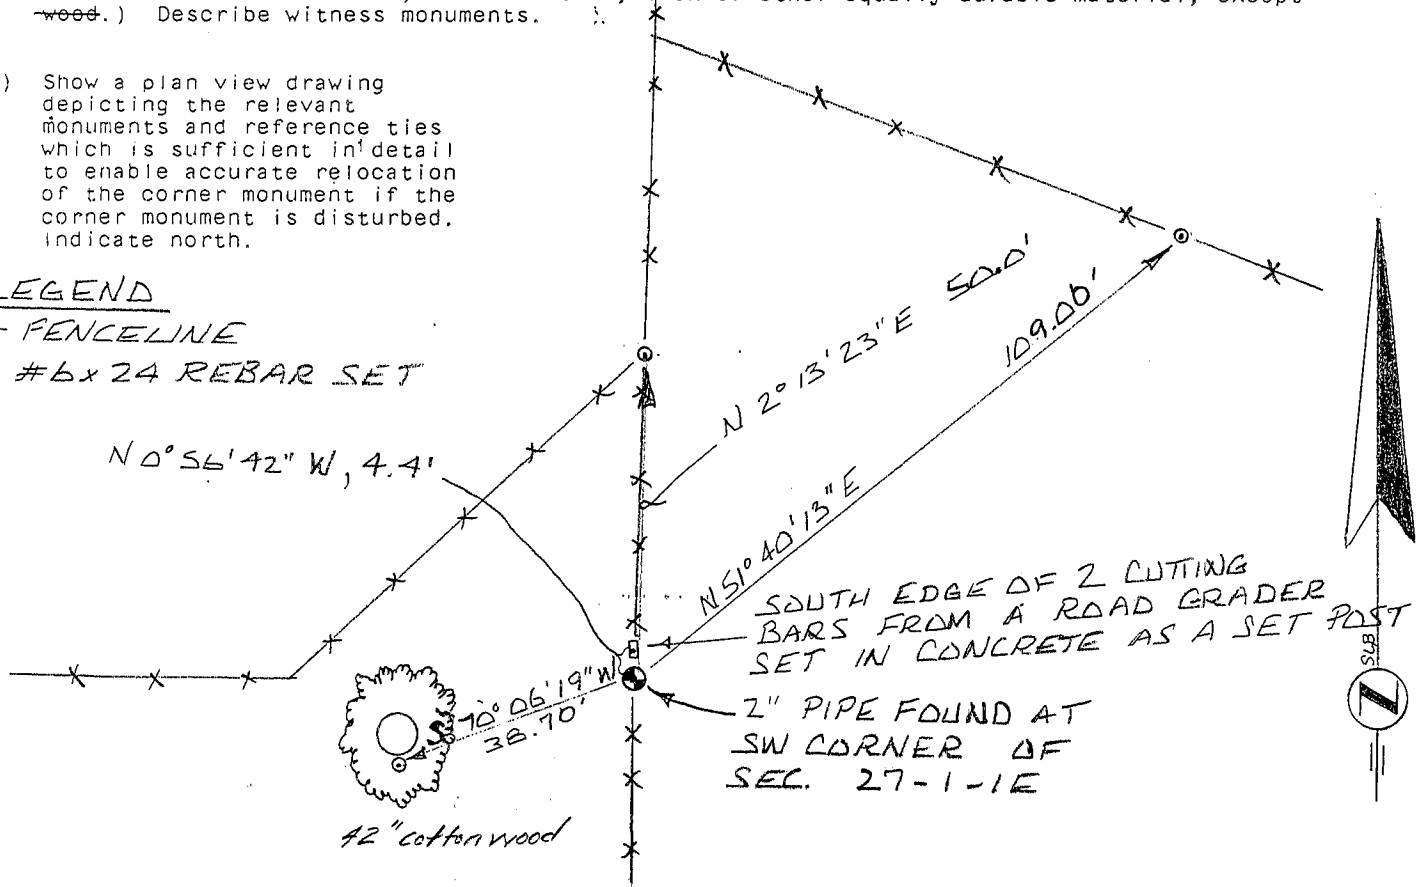 wood.) Describe witness monuments.
) Show a plan view drawing
depicting the relevant
monuments and reference ties
which is sufficient in detail
to enable accurate relocation
of the corner monument if the
corner monument is disturbed.
Indicate north.
LEGEND
- FENCELINE
#6x24 REBAR SET
N 2° 13' 23" E 50.0'
109.06'
N 0° 56' 42" W, 4.4'
N 51° 40' 13" E
SOUTH EDGE OF 2 CUTTING
BARS FROM A ROAD GRADER
SET IN CONCRETE AS A SET POST
S 70° 06' 19" W
38.70'
2" PIPE FOUND AT
SW CORNER OF
SEC. 27-1-1E
42" cottonwood
SLB
N